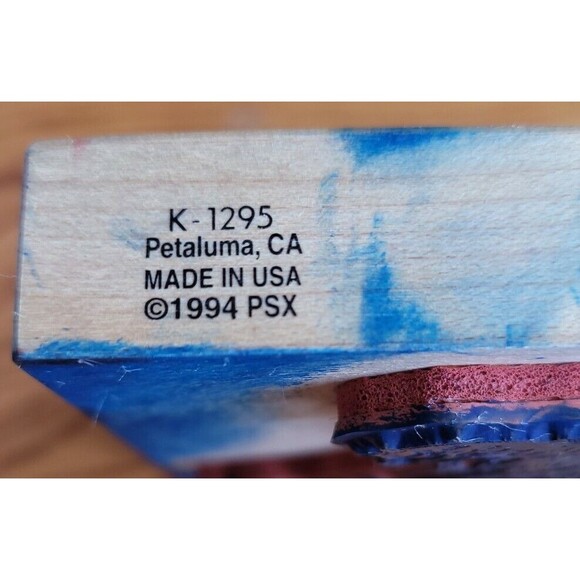 K-1295
Petaluma, CA
MADE IN USA
©1994 PSX